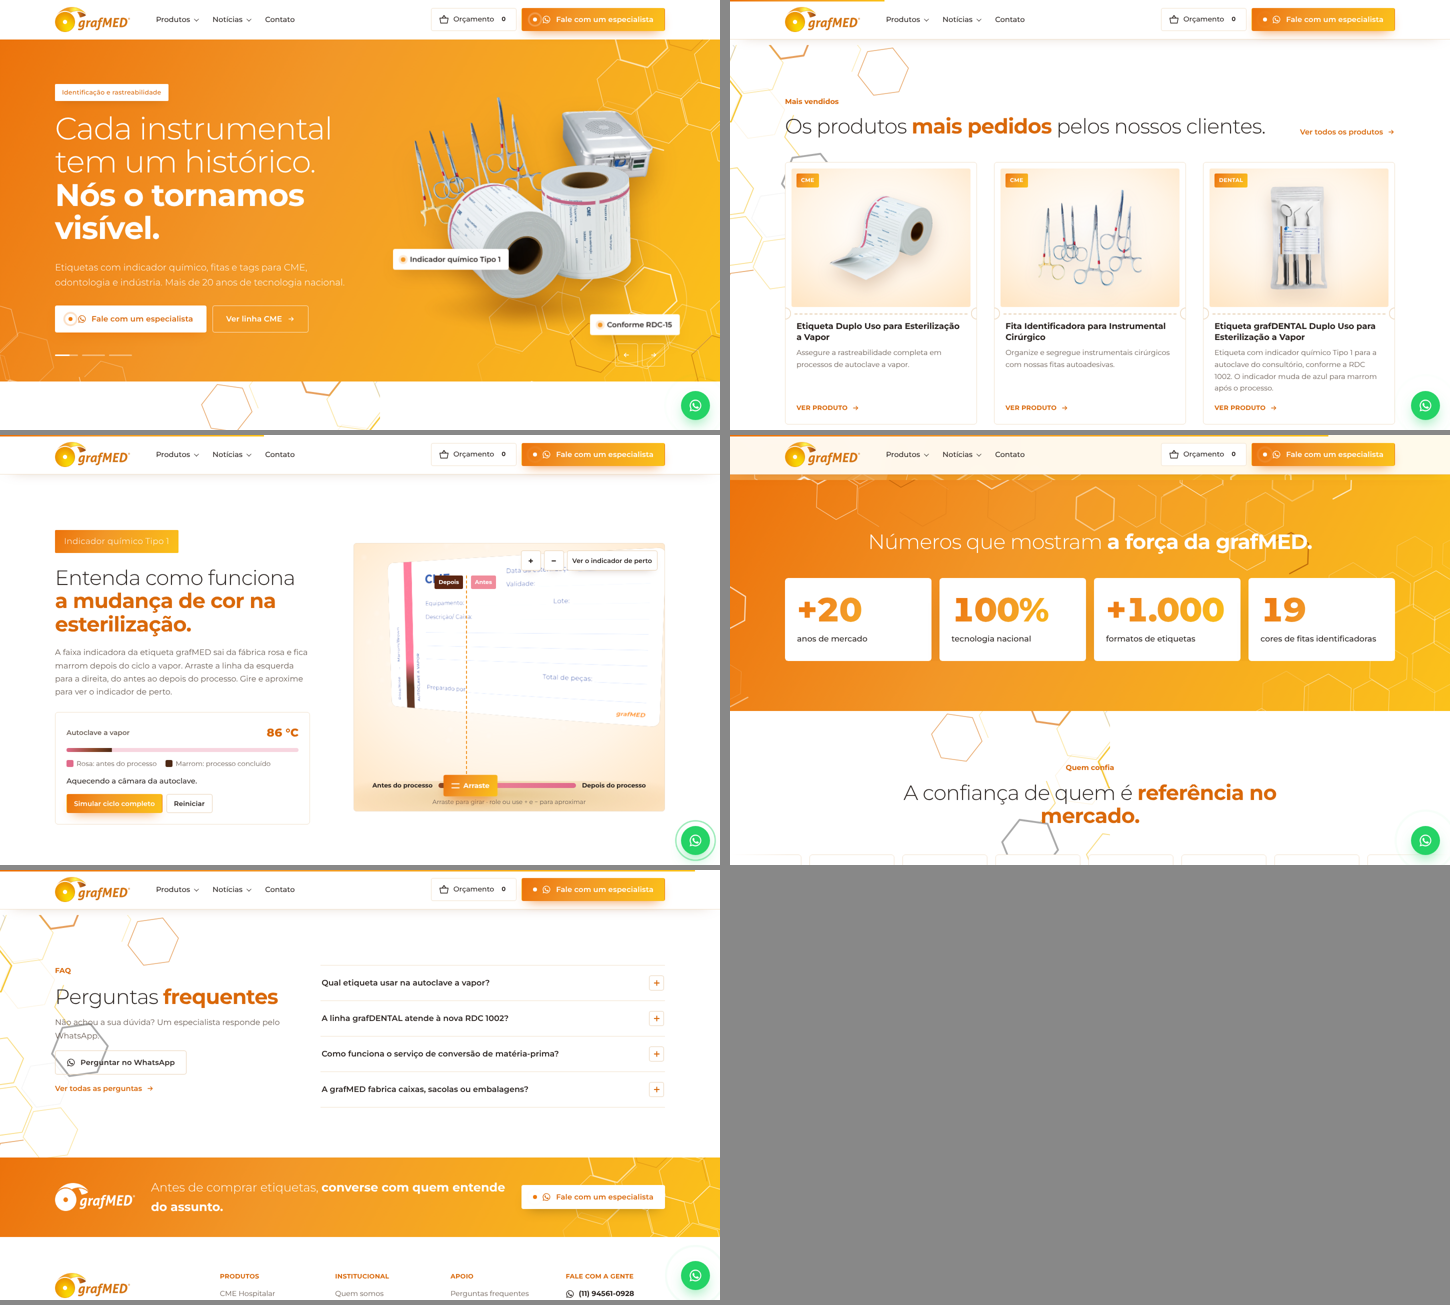 grafMED
Produtos
Notícias
Contato
Orçamento 0
Fale com um especialista
Identificação e rastreabilidade
Cada instrumental
tem um histórico.
Nós o tornamos
visível.
Etiquetas com indicador químico, fitas e tags para CME,
odontologia e indústria. Mais de 20 anos de tecnologia nacional.
Fale com um especialista
Ver linha CME →
CME
Indicador químico Tipo 1
Conforme RDC-15
grafMED
Produtos
Notícias
Contato
Orçamento 0
Fale com um especialista
Mais vendidos
Os produtos mais pedidos pelos nossos clientes.
Ver todos os produtos →
CME
Etiqueta Duplo Uso para Esterilização
a Vapor
Assegure a rastreabilidade completa em
processos de autoclave a vapor.
VER PRODUTO →
CME
Fita Identificadora para Instrumental
Cirúrgico
Organize e segregue instrumentais cirúrgicos
com nossas fitas autoadesivas.
VER PRODUTO →
DENTAL
Etiqueta grafDENTAL Duplo Uso para
Esterilização a Vapor
Etiqueta com indicador químico Tipo 1 para a
autoclave do consultório, conforme a RDC
1002. O indicador muda de azul para marrom
após o processo.
VER PRODUTO →
grafMED
Produtos
Notícias
Contato
Orçamento 0
Fale com um especialista
Indicador químico Tipo 1
Entenda como funciona
a mudança de cor na
esterilização.
A faixa indicadora da etiqueta grafMED sai da fábrica rosa e fica
marrom depois do ciclo a vapor. Arraste a linha da esquerda
para a direita, do antes ao depois do processo. Gire e aproxime
para ver o indicador de perto.
Autoclave a vapor
86 °C
Rosa: antes do processo
Marrom: processo concluído
Aquecendo a câmara da autoclave.
Simular ciclo completo
Reiniciar
+
−
Ver o indicador de perto
Depois
Antes
Validade:
Lote:
Equipamento:
Descrição/ Caixa
Preparado por:
Total de peças:
grafMED
Antes do processo
Arraste
Depois do processo
Arraste para girar · role ou use + e − para aproximar
grafMED
Produtos
Notícias
Contato
Orçamento 0
Fale com um especialista
Números que mostram a força da grafMED.
+20
anos de mercado
100%
tecnologia nacional
+1.000
formatos de etiquetas
19
cores de fitas identificadoras
Quem confia
A confiança de quem é referência no
mercado.
grafMED
Produtos
Notícias
Contato
Orçamento 0
Fale com um especialista
FAQ
Perguntas frequentes
Não achou a sua dúvida? Um especialista responde pelo
WhatsApp.
Perguntar no WhatsApp
Ver todas as perguntas →
Qual etiqueta usar na autoclave a vapor?
+
A linha grafDENTAL atende à nova RDC 1002?
+
Como funciona o serviço de conversão de matéria-prima?
+
A grafMED fabrica caixas, sacolas ou embalagens?
+
grafMED
Antes de comprar etiquetas, converse com quem entende
do assunto.
Fale com um especialista
grafMED
PRODUTOS
CME Hospitalar
INSTITUCIONAL
Quem somos
APOIO
Perguntas frequentes
FALE COM A GENTE
(11) 94561-0928